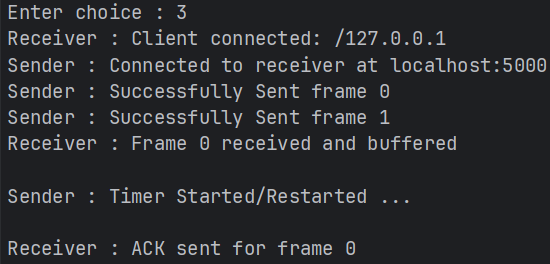 Enter choice : 3
Receiver : Client connected: /127.0.0.1
Sender : Connected to receiver at localhost:5000
Sender : Successfully Sent frame 0
Sender : Successfully Sent frame 1
Receiver : Frame 0 received and buffered
Sender : Timer Started/Restarted ...
Receiver : ACK sent for frame 0